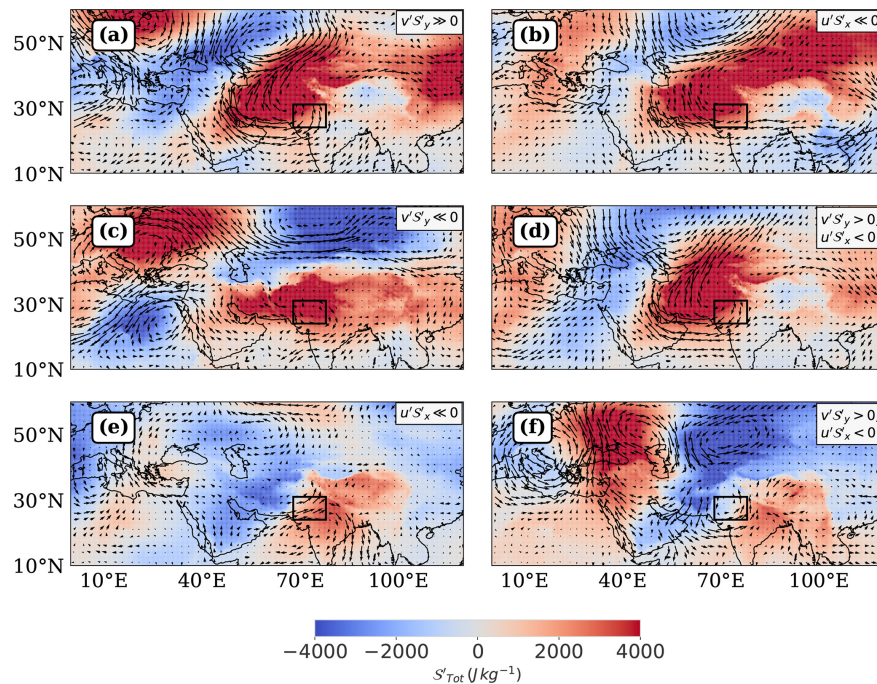 50°N
30°N
10°N
(a)
v'S'y ≫ 0
(b)
u'S'x ≪ 0
50°N
30°N
10°N
(c)
v'S'y ≪ 0
(d)
v'S'y > 0,
u'S'x < 0
50°N
30°N
10°N
(e)
u'S'x ≪ 0
(f)
v'S'y > 0,
u'S'x < 0
10°E 40°E 70°E 100°E
10°E 40°E 70°E 100°E
−4000 −2000 0 2000 4000
S'Tot (J kg⁻¹)